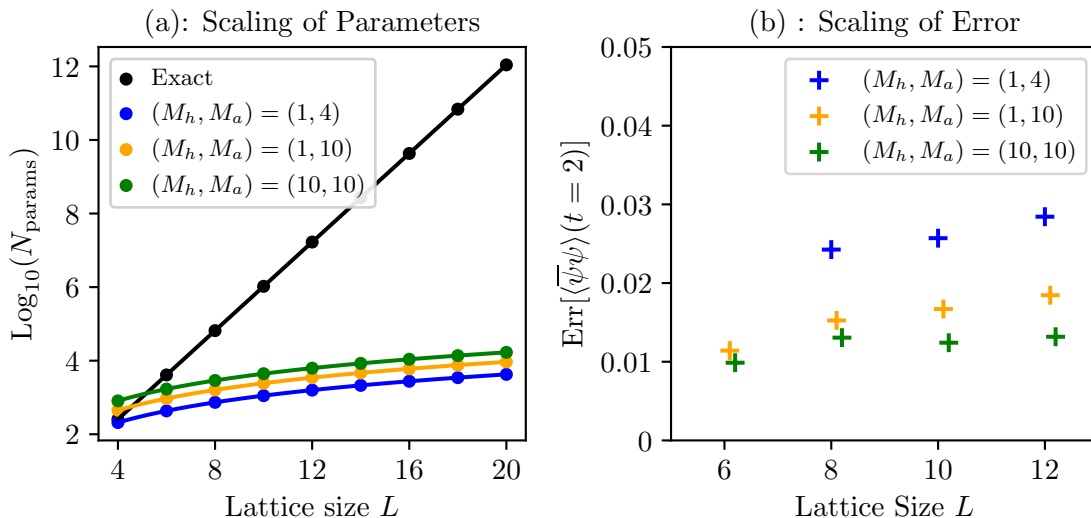 (a): Scaling of Parameters
Log₁₀(N_params)
12
10
8
6
4
2
Exact
(M_h, M_a) = (1, 4)
(M_h, M_a) = (1, 10)
(M_h, M_a) = (10, 10)
4 8 12 16 20
Lattice size L
(b) : Scaling of Error
Err[⟨ψ̅ψ⟩(t = 2)]
0.05
0.04
0.03
0.02
0.01
0
(M_h, M_a) = (1, 4)
(M_h, M_a) = (1, 10)
(M_h, M_a) = (10, 10)
6 8 10 12
Lattice Size L